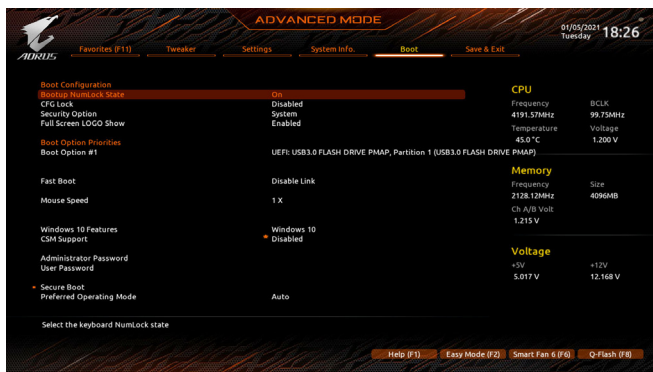 ADVANCED MODE
01/05/2021 Tuesday 18:26
AORUS
Favorites (F11) Tweaker Settings System Info. Boot Save & Exit
Boot Configuration
Bootup NumLock State On
CFG Lock Disabled
Security Option System
Full Screen LOGO Show Enabled
Boot Option Priorities
Boot Option #1 UEFI: USB3.0 FLASH DRIVE PMAP, Partition 1 (USB3.0 FLASH DRIVE PMAP)
Fast Boot Disable Link
Mouse Speed 1 X
Windows 10 Features Windows 10
CSM Support * Disabled
Administrator Password
User Password
Secure Boot
Preferred Operating Mode Auto
Select the keyboard NumLock state
CPU
Frequency BCLK
4191.57MHz 99.75MHz
Temperature Voltage
45.0 °C 1.200 V
Memory
Frequency Size
2128.12MHz 4096MB
Ch A/B Volt
1.215 V
Voltage
+5V +12V
5.017 V 12.168 V
Help (F1) Easy Mode (F2) Smart Fan 6 (F6) Q-Flash (F8)